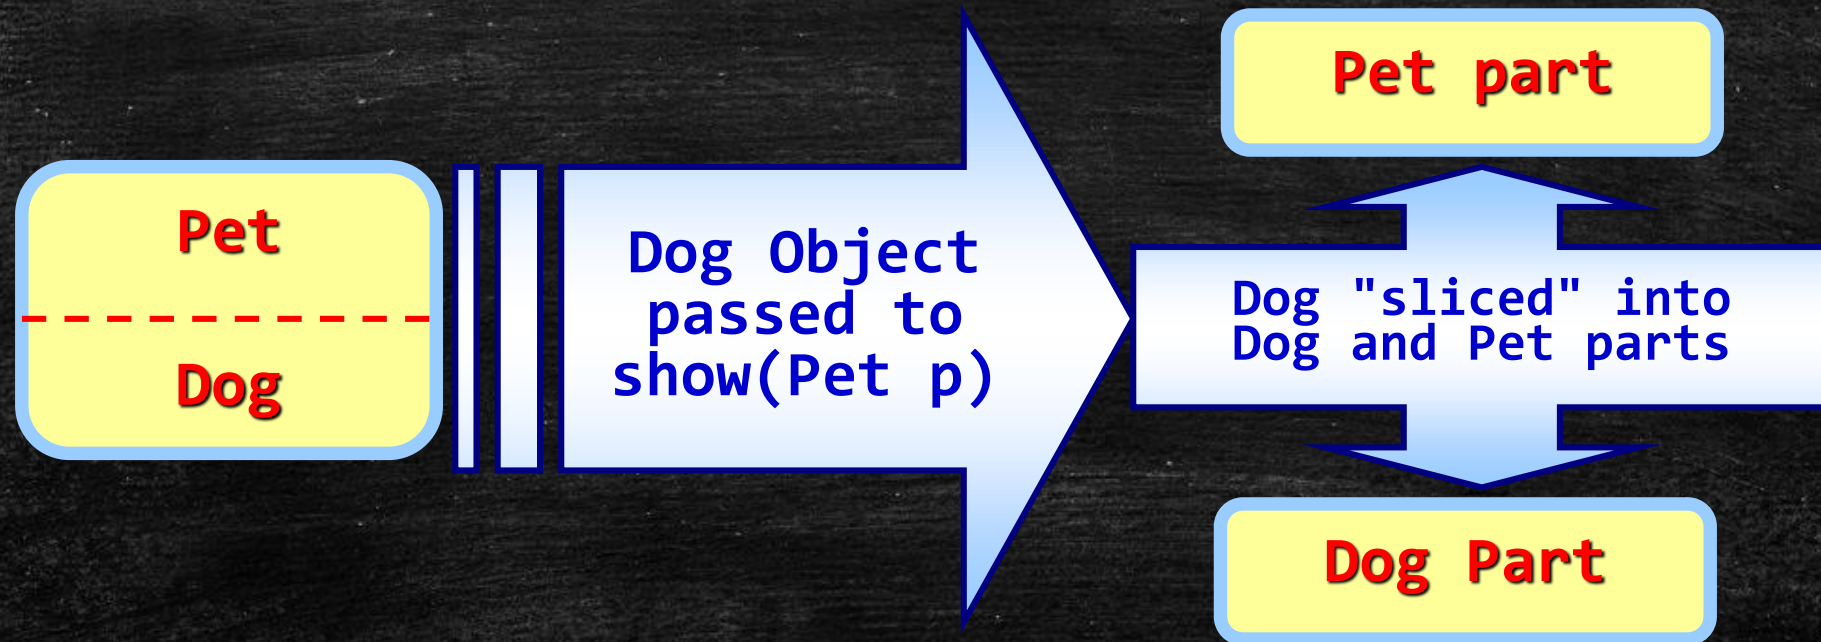 Pet
Dog
Dog Object
passed to
show(Pet p)
Pet part
Dog "sliced" into
Dog and Pet parts
Dog Part